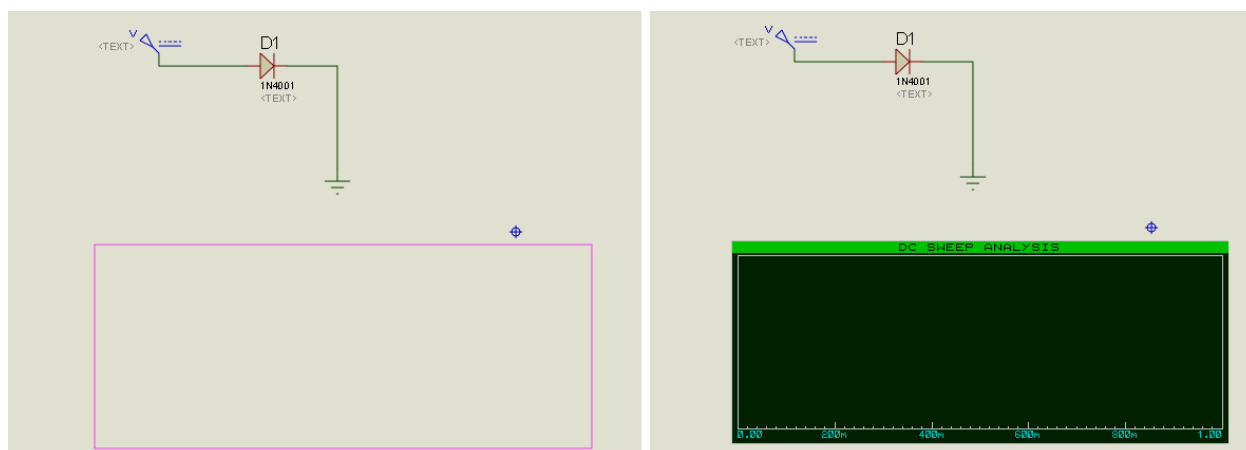 V
<TEXT>
D1
1N4001
<TEXT>
V
<TEXT>
D1
1N4001
<TEXT>
DC SWEEP ANALYSIS
0.00 200m 400m 600m 800m 1.00